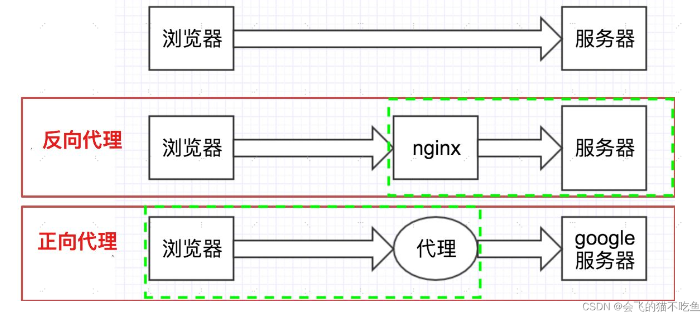 浏览器
服务器
反向代理
浏览器
nginx
服务器
正向代理
浏览器
代理
google
服务器
CSDN @会飞的猫不吃鱼